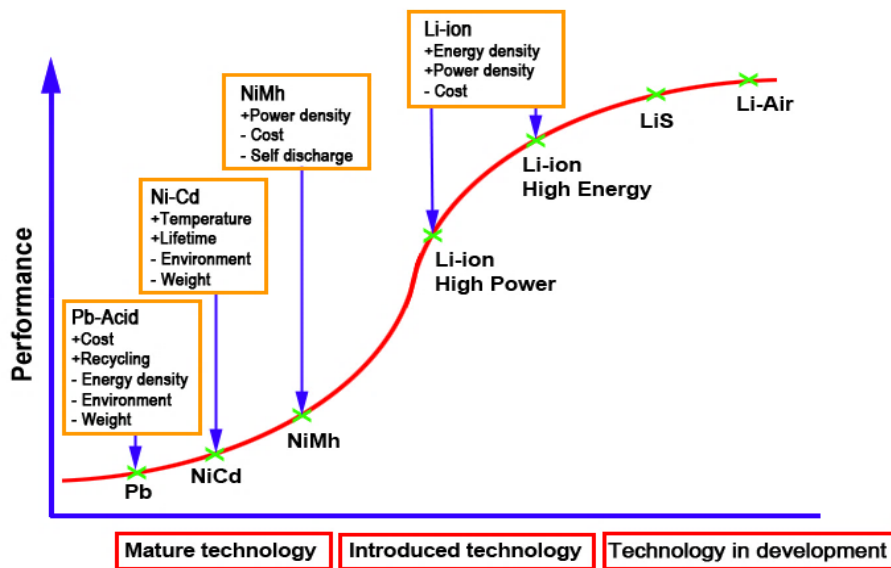 Li-ion
+Energy density
+Power density
- Cost
NiMh
+Power density
- Cost
- Self discharge
Ni-Cd
+Temperature
+Lifetime
- Environment
- Weight
Pb-Acid
+Cost
+Recycling
- Energy density
- Environment
- Weight
Performance
Pb
NiCd
NiMh
Li-ion
High Power
Li-ion
High Energy
LiS
Li-Air
Mature technology
Introduced technology
Technology in development